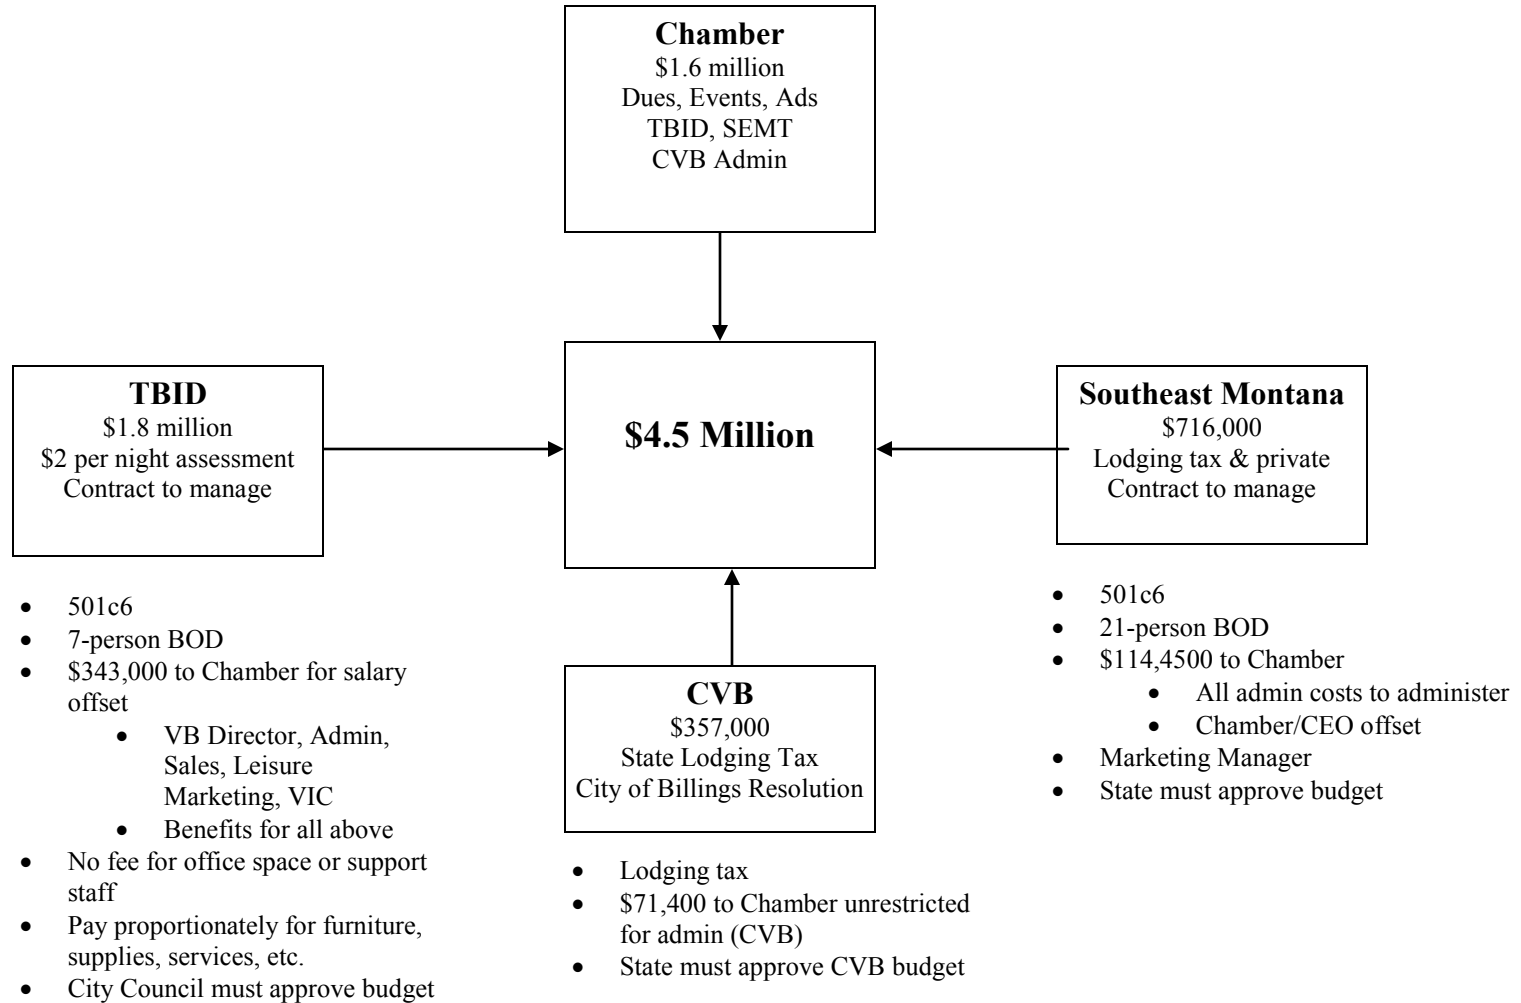 Chamber
$1.6 million
Dues, Events, Ads
TBID, SEMT
CVB Admin
TBID
$1.8 million
$2 per night assessment
Contract to manage
$4.5 Million
Southeast Montana
$716,000
Lodging tax & private
Contract to manage
• 501c6
• 7-person BOD
• $343,000 to Chamber for salary
offset
• VB Director, Admin,
Sales, Leisure
Marketing, VIC
• Benefits for all above
• No fee for office space or support
staff
• Pay proportionately for furniture,
supplies, services, etc.
• City Council must approve budget
CVB
$357,000
State Lodging Tax
City of Billings Resolution
• Lodging tax
• $71,400 to Chamber unrestricted
for admin (CVB)
• State must approve CVB budget
• 501c6
• 21-person BOD
• $114,4500 to Chamber
• All admin costs to administer
• Chamber/CEO offset
• Marketing Manager
• State must approve budget